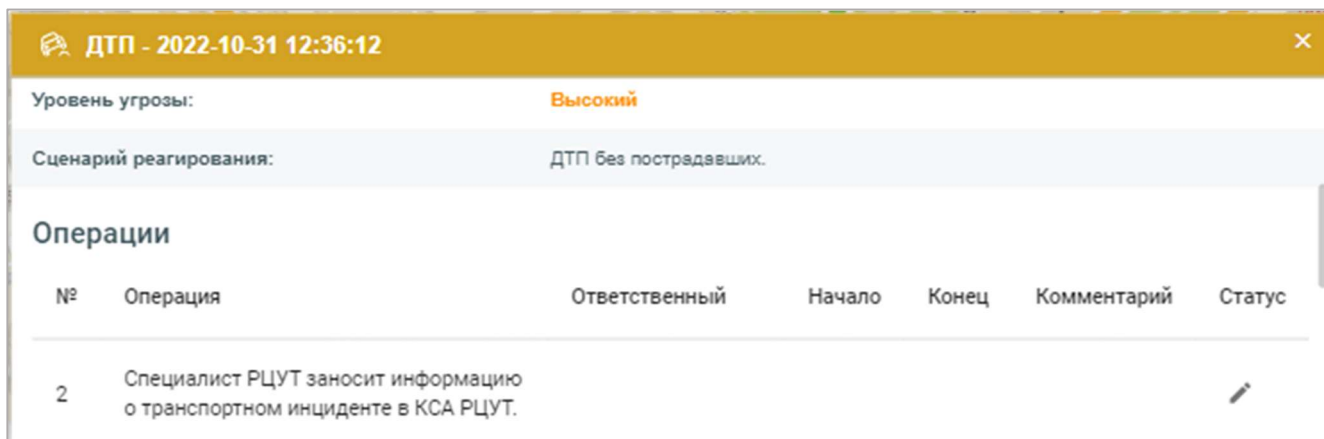 ДТП - 2022-10-31 12:36:12
Уровень угрозы: Высокий
Сценарий реагирования: ДТП без пострадавших.
Операции
№ Операция Ответственный Начало Конец Комментарий Статус
2 Специалист РЦУТ заносит информацию
о транспортном инциденте в КСА РЦУТ.